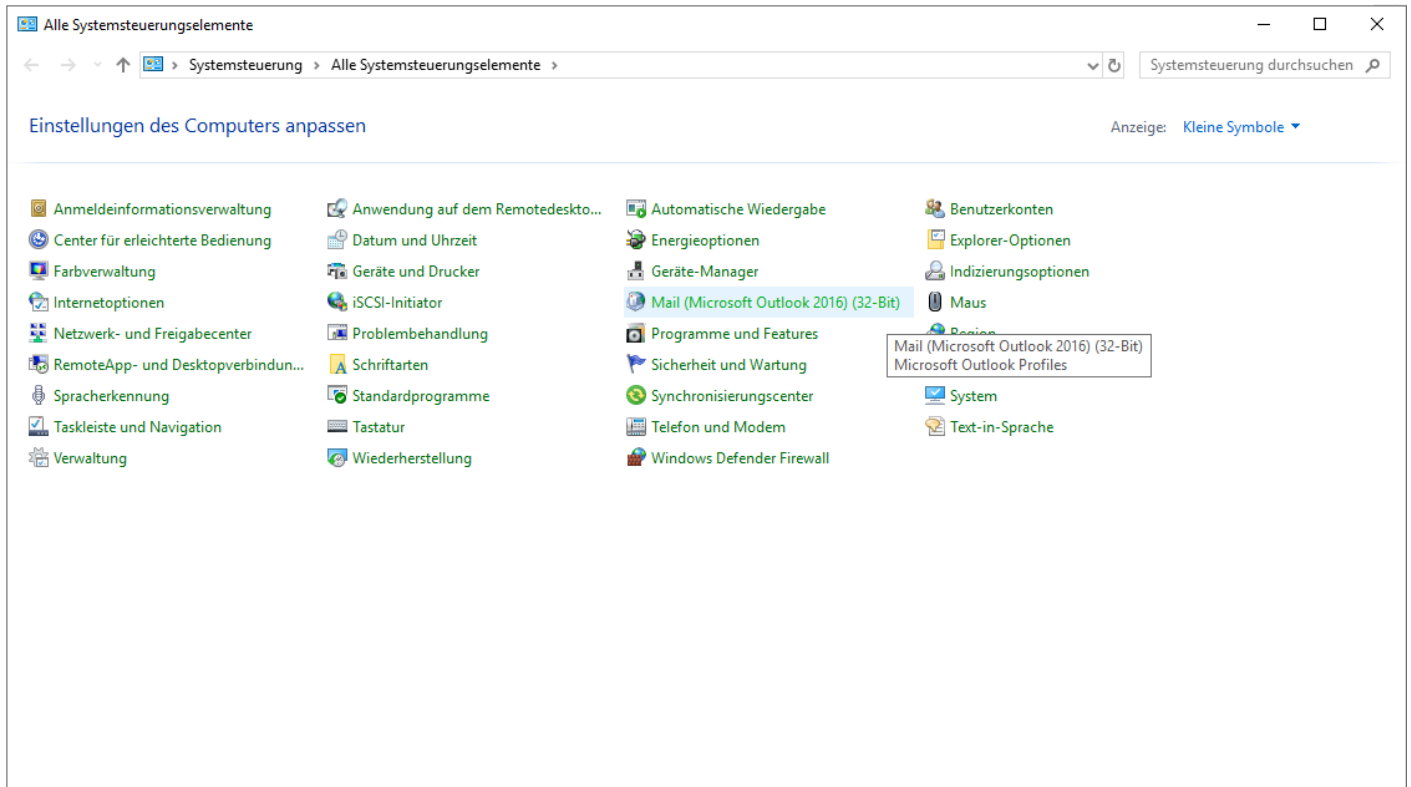 Alle Systemsteuerungselemente
Systemsteuerung > Alle Systemsteuerungselemente >
Systemsteuerung durchsuchen
Einstellungen des Computers anpassen
Anzeige: Kleine Symbole
Anmeldeinformationsverwaltung
Anwendung auf dem Remotedeskto...
Automatische Wiedergabe
Benutzerkonten
Center für erleichterte Bedienung
Datum und Uhrzeit
Energieoptionen
Explorer-Optionen
Farbverwaltung
Geräte und Drucker
Geräte-Manager
Indizierungsoptionen
Internetoptionen
iSCSI-Initiator
Mail (Microsoft Outlook 2016) (32-Bit)
Maus
Netzwerk- und Freigabecenter
Problembehandlung
Programme und Features
Region
Mail (Microsoft Outlook 2016) (32-Bit)
Microsoft Outlook Profiles
RemoteApp- und Desktopverbindun...
Schriftarten
Sicherheit und Wartung
Spracherkennung
Standardprogramme
Synchronisierungscenter
System
Taskleiste und Navigation
Tastatur
Telefon und Modem
Text-in-Sprache
Verwaltung
Wiederherstellung
Windows Defender Firewall